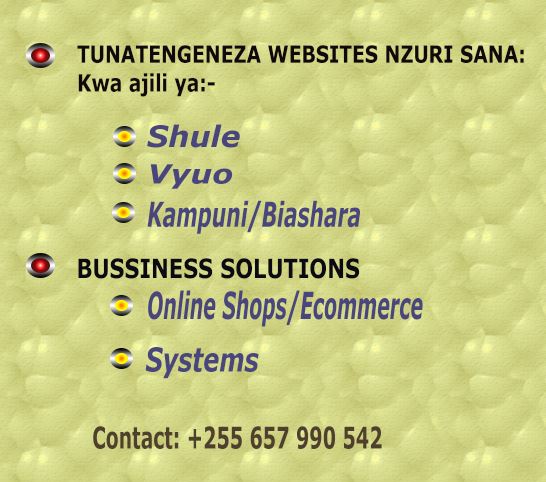 TUNATENGENEZA WEBSITES NZURI SANA:
Kwa ajili ya:-
Shule
Vyuo
Kampuni/Biashara
BUSSINESS SOLUTIONS
Online Shops/Ecommerce
Systems
Contact: +255 657 990 542